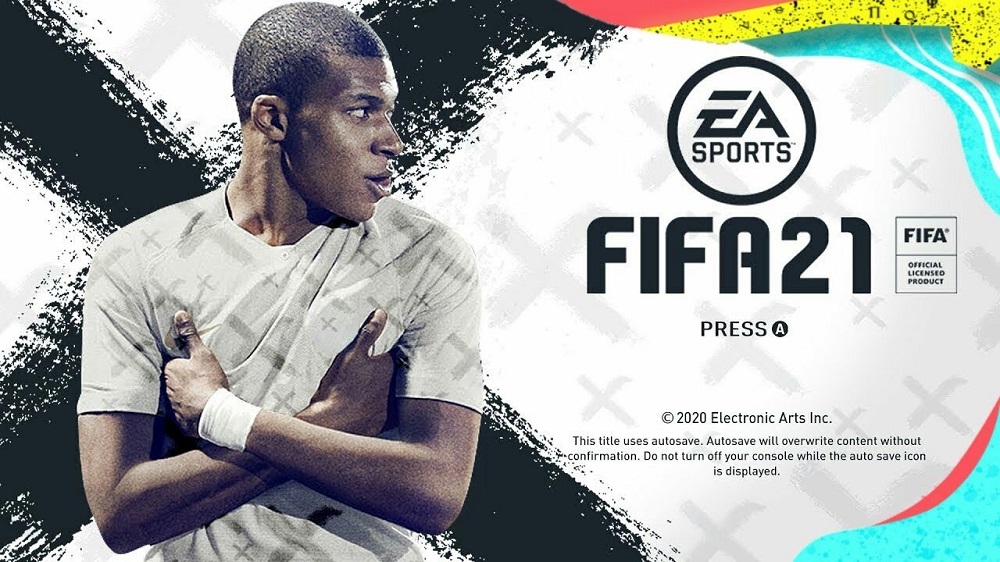 EA
SPORTS™
FIFA21
FIFA®
OFFICIAL
LICENSED
PRODUCT
PRESS A
© 2020 Electronic Arts Inc.
This title uses autosave. Autosave will overwrite content without
confirmation. Do not turn off your console while the auto save icon
is displayed.